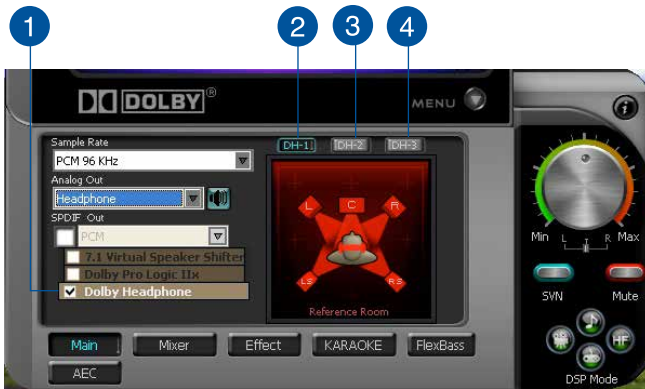 1 2 3 4
DOLBY®
MENU
Sample Rate
DH-1 DH-2 DH-3
PCM 96 KHz
Analog Out
Headphone
SPDIF Out
PCM
7.1 Virtual Speaker Shifter
Dolby Pro Logic IIx
Dolby Headphone
L C R
LS RS
Reference Room
i
Min L R Max
SVN Mute
HF
DSP Mode
Main Mixer Effect KARAOKE FlexBass
AEC